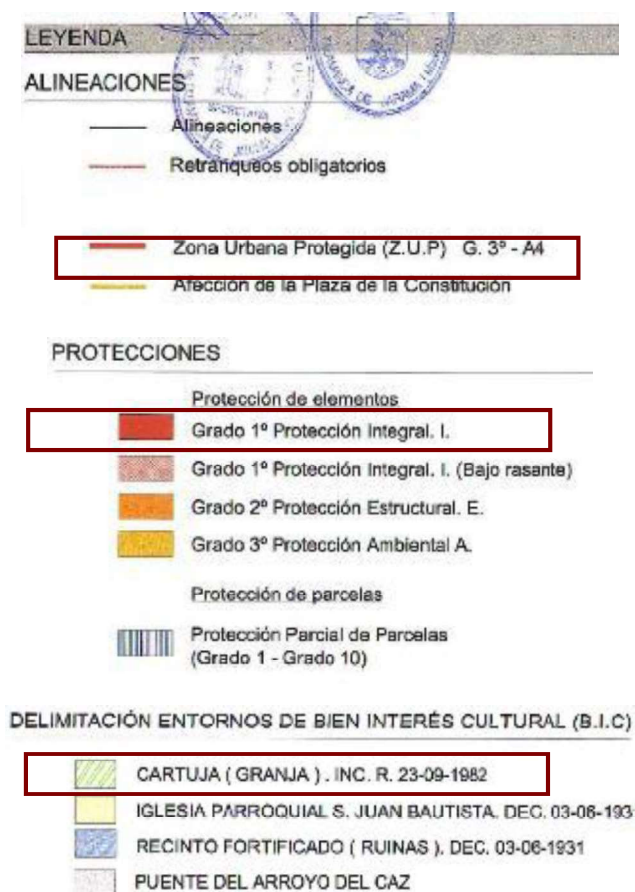 LEYENDA
ALINEACIONES
Alineaciones
Retranqueos obligatorios
Zona Urbana Protegida (Z.U.P) G. 3º - A4
Afección de la Plaza de la Constitución
PROTECCIONES
Protección de elementos
Grado 1º Protección Integral. I.
Grado 1º Protección Integral. I. (Bajo rasante)
Grado 2º Protección Estructural. E.
Grado 3º Protección Ambiental A.
Protección de parcelas
Protección Parcial de Parcelas
(Grado 1 - Grado 10)
DELIMITACIÓN ENTORNOS DE BIEN INTERÉS CULTURAL (B.I.C)
CARTUJA ( GRANJA ) . INC. R. 23-09-1982
IGLESIA PARROQUIAL S. JUAN BAUTISTA. DEC. 03-06-193
RECINTO FORTIFICADO ( RUINAS ). DEC. 03-06-1931
PUENTE DEL ARROYO DEL CAZ